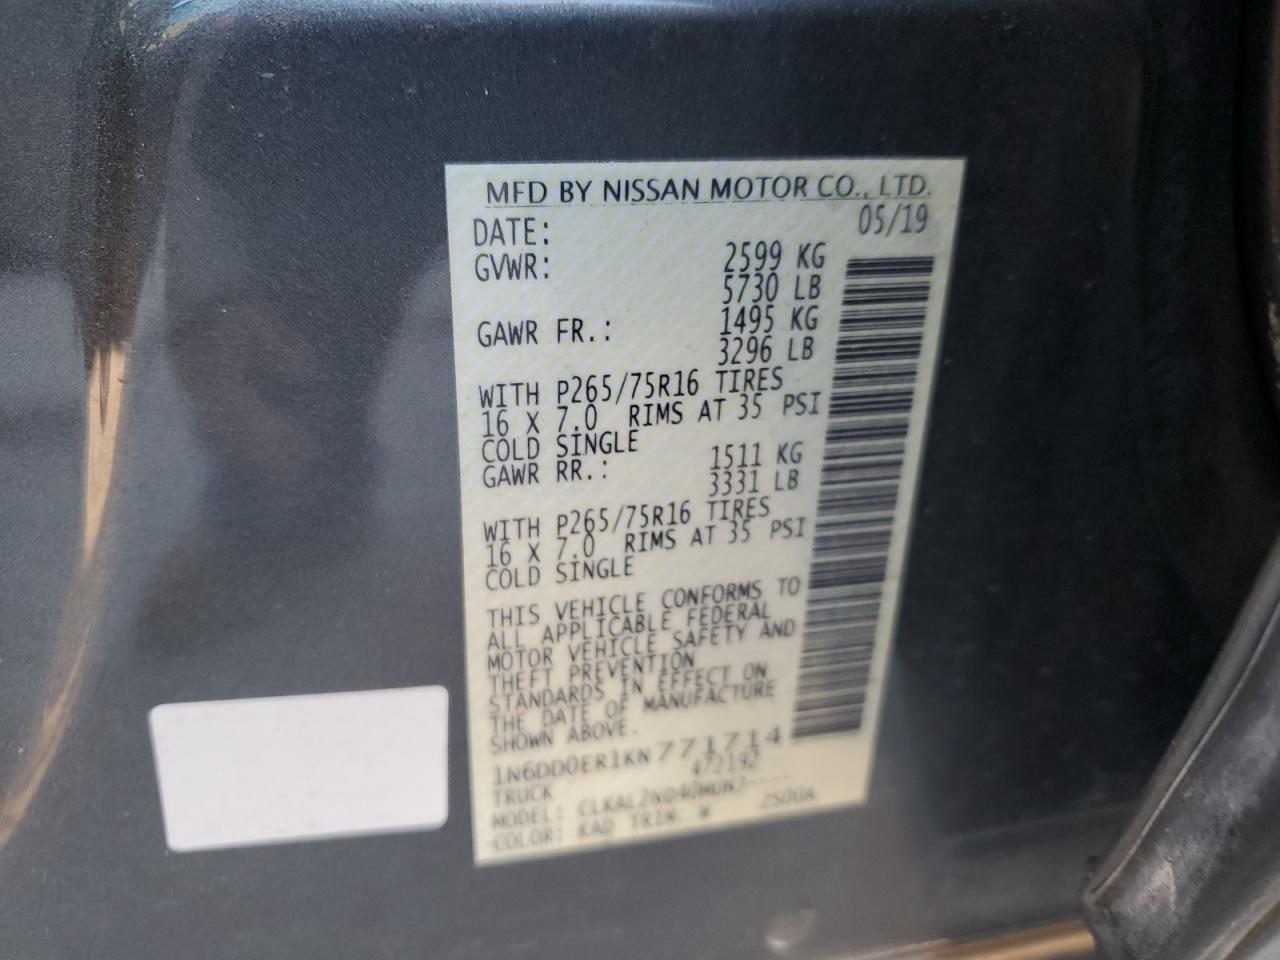 MFD BY NISSAN MOTOR CO., LTD.
DATE: 05/19
GVWR: 2599 KG
5730 LB
GAWR FR.: 1495 KG
3296 LB
WITH P265/75R16 TIRES
16 X 7.0 RIMS AT 35 PSI
COLD SINGLE
GAWR RR.: 1511 KG
3331 LB
WITH P265/75R16 TIRES
16 X 7.0 RIMS AT 35 PSI
COLD SINGLE
THIS VEHICLE CONFORMS TO
ALL APPLICABLE FEDERAL
MOTOR VEHICLE SAFETY AND
THEFT PREVENTION
STANDARDS IN EFFECT ON
THE DATE OF MANUFACTURE
SHOWN ABOVE.
1N6DD0ER1KN771714
TRUCK 472192
MODEL:
COLOR: KAD TRIM: 2S00A